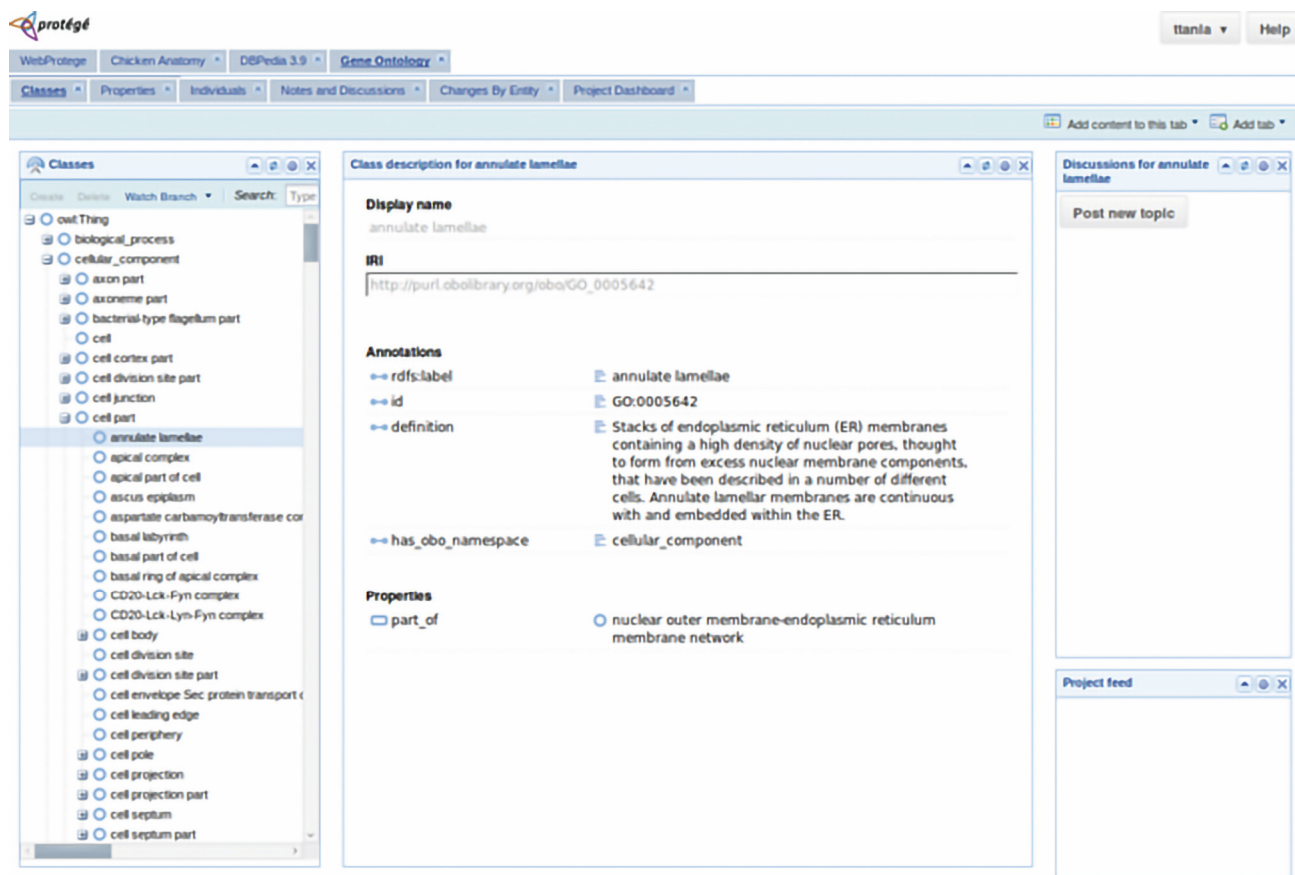 protégé
ttania ▼ Help
WebProtege Chicken Anatomy DBPedia 3.9 Gene Ontology
Classes Properties Individuals Notes and Discussions Changes By Entity Project Dashboard
Add content to this tab Add tab
Classes
Create Delete Watch Branch Search: Type
owl:Thing
biological_process
cellular_component
axon part
axoneme part
bacterial-type flagellum part
cell
cell cortex part
cell division site part
cell junction
cell part
annulate lamellae
apical complex
apical part of cell
ascus epiplasm
aspartate carbamoyltransferase cor
basal labyrinth
basal part of cell
basal ring of apical complex
CD20-Lck-Fyn complex
CD20-Lck-Lyn-Fyn complex
cell body
cell division site
cell division site part
cell envelope Sec protein transport c
cell leading edge
cell periphery
cell pole
cell projection
cell projection part
cell septum
cell septum part
Class description for annulate lamellae
Display name
annulate lamellae
IRI
http://purl.obolibrary.org/obo/GO_0005642
Annotations
rdfs:label annulate lamellae
id GO:0005642
definition Stacks of endoplasmic reticulum (ER) membranes
containing a high density of nuclear pores, thought
to form from excess nuclear membrane components,
that have been described in a number of different
cells. Annulate lamellar membranes are continuous
with and embedded within the ER.
has_obo_namespace cellular_component
Properties
part_of nuclear outer membrane-endoplasmic reticulum
membrane network
Discussions for annulate
lamellae
Post new topic
Project feed